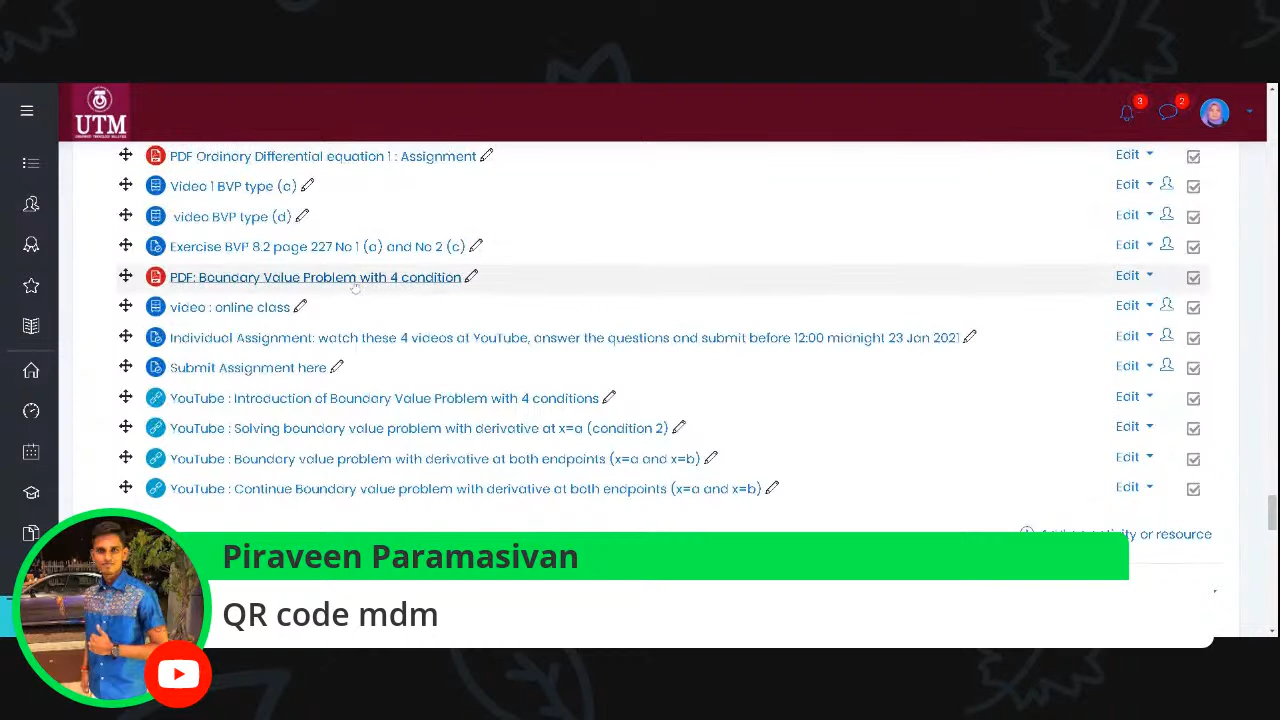 UTM
3
2
PDF Ordinary Differential equation 1 : Assignment
Edit
Video 1 BVP type (a)
Edit
video BVP type (d)
Edit
Exercise BVP 8.2 page 227 No 1 (a) and No 2 (c)
Edit
PDF: Boundary Value Problem with 4 condition
Edit
video : online class
Edit
Individual Assignment: watch these 4 videos at YouTube, answer the questions and submit before 12:00 midnight 23 Jan 2021
Edit
Submit Assignment here
Edit
YouTube : Introduction of Boundary Value Problem with 4 conditions
Edit
YouTube : Solving boundary value problem with derivative at x=a (condition 2)
Edit
YouTube : Boundary value problem with derivative at both endpoints (x=a and x=b)
Edit
YouTube : Continue Boundary value problem with derivative at both endpoints (x=a and x=b)
Edit
or resource
Piraveen Paramasivan
QR code mdm